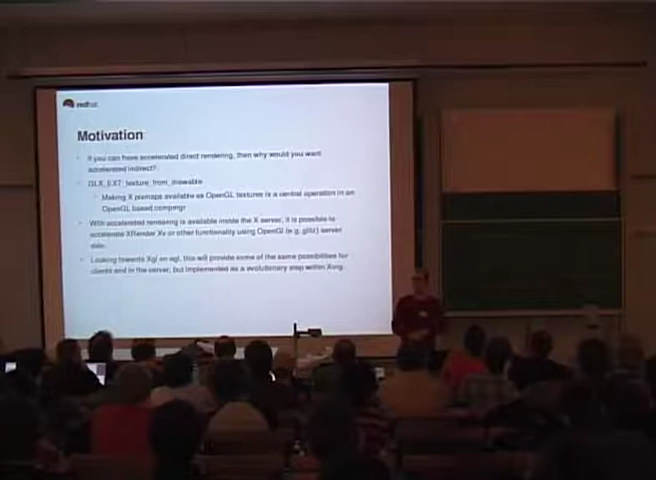 redhat
Motivation
If you can have accelerated direct rendering, then why would you want
accelerated indirect?
GLX_EXT_texture_from_drawable
Making X pixmaps available as OpenGL textures is a central operation in an
OpenGL based compmgr
With accelerated rendering is available inside the X server, it is possible to
accelerate XRender Xv or other functionality using OpenGl (e.g. glitz) server
side.
Looking towards Xgl on egl, this will provide some of the same possibilities for
clients and in the server, but implemented as a evolutionary step within Xorg.